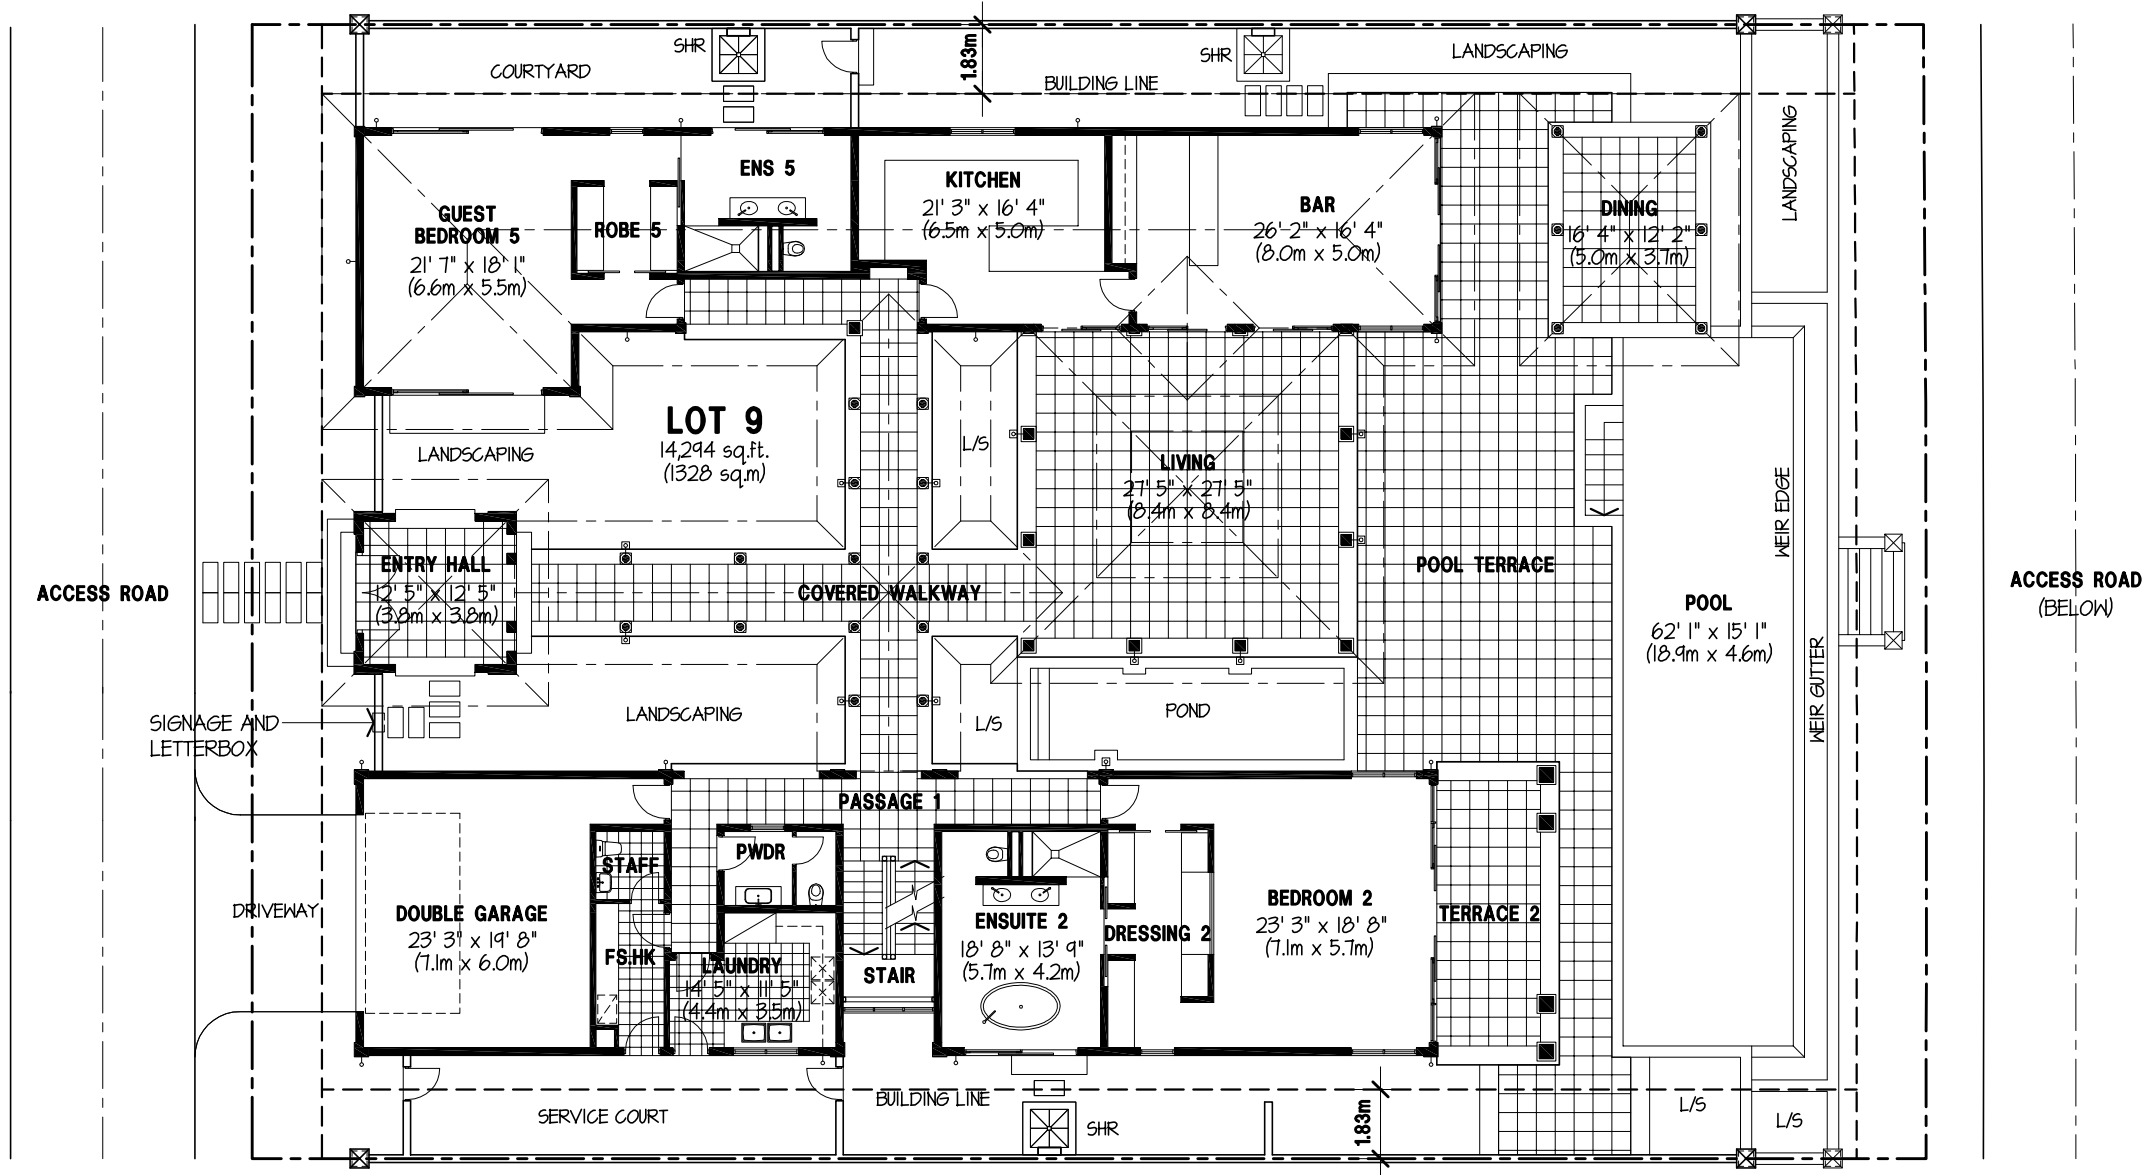 SHR
COURTYARD
1.83m
BUILDING LINE
SHR
LANDSCAPING
LANDSCAPING
ENS 5
KITCHEN
21' 3" x 16' 4"
(6.5m x 5.0m)
GUEST
BEDROOM 5
21' 7" x 18' 1"
(6.6m x 5.5m)
ROBE 5
BAR
26' 2" x 16' 4"
(8.0m x 5.0m)
DINING
16' 4" x 12' 2"
(5.0m x 3.7m)
LOT 9
14,294 sq.ft.
(1328 sq.m)
LANDSCAPING
L/S
LIVING
27' 5" x 27' 5"
(8.4m x 8.4m)
WEIR EDGE
ENTRY HALL
12' 5" x 12' 5"
(3.8m x 3.8m)
ACCESS ROAD
COVERED WALKWAY
POOL TERRACE
POOL
62' 1" x 15' 1"
(18.9m x 4.6m)
ACCESS ROAD
(BELOW)
WEIR GUTTER
SIGNAGE AND
LETTERBOX
LANDSCAPING
L/S
POND
PASSAGE 1
STAFF
PWDR
DRIVEWAY
DOUBLE GARAGE
23' 3" x 19' 8"
(7.1m x 6.0m)
FS.HK
LAUNDRY
14' 5" x 11' 5"
(4.4m x 3.5m)
STAIR
ENSUITE 2
18' 8" x 13' 9"
(5.7m x 4.2m)
DRESSING 2
BEDROOM 2
23' 3" x 18' 8"
(7.1m x 5.7m)
TERRACE 2
SERVICE COURT
BUILDING LINE
SHR
1.83m
L/S
L/S